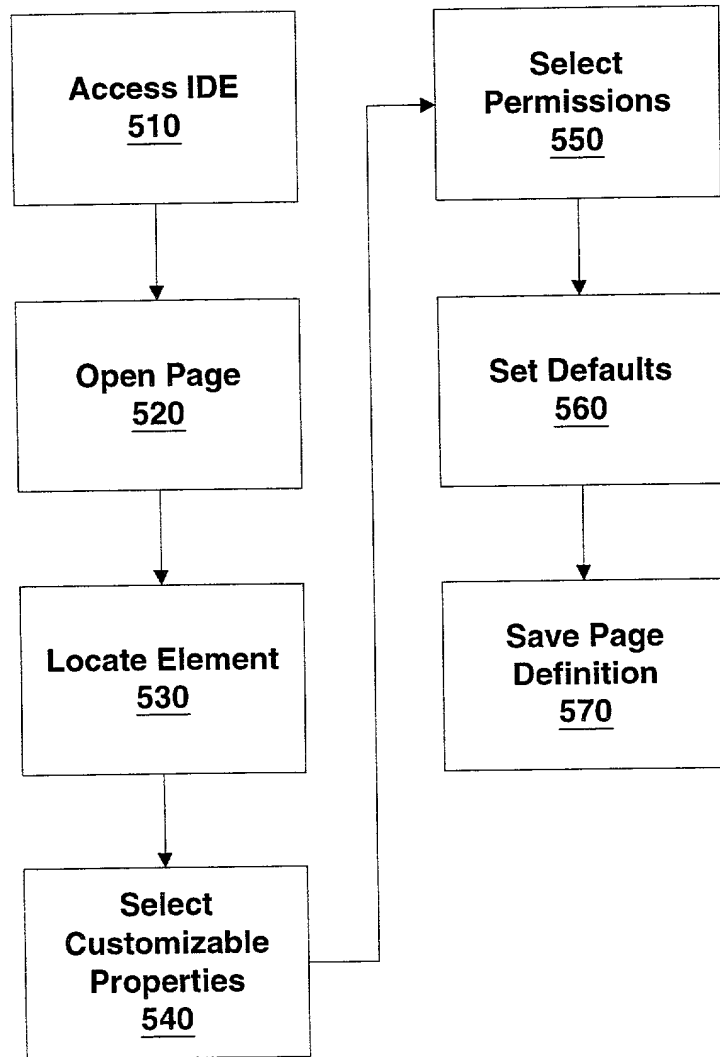 Access IDE
510
Open Page
520
Locate Element
530
Select
Customizable
Properties
540
Select
Permissions
550
Set Defaults
560
Save Page
Definition
570